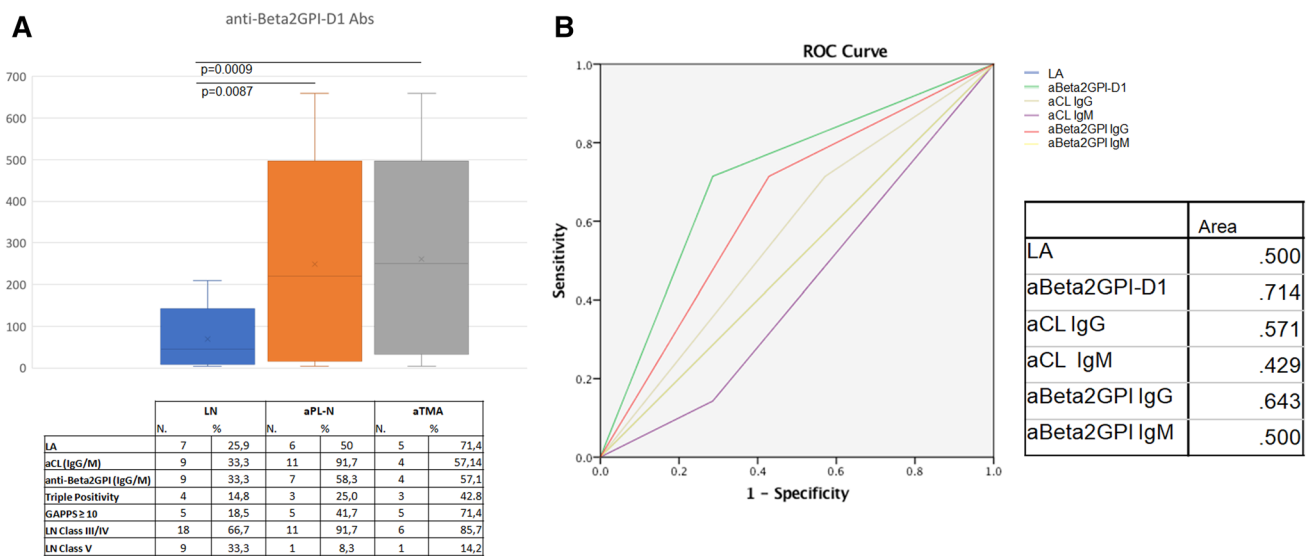 A
anti-Beta2GPI-D1 Abs
p=0.0009
p=0.0087
700
600
500
400
300
200
100
0
LN aPL-N aTMA
N. % N. % N. %
LA 7 25,9 6 50 5 71,4
aCL (IgG/M) 9 33,3 11 91,7 4 57,14
anti-Beta2GPI (IgG/M) 9 33,3 7 58,3 4 57,1
Triple Positivity 4 14,8 3 25,0 3 42.8
GAPPS ≥ 10 5 18,5 5 41,7 5 71,4
LN Class III/IV 18 66,7 11 91,7 6 85,7
LN Class V 9 33,3 1 8,3 1 14,2
B
ROC Curve
1.0
0.8
0.6
0.4
0.2
0.0
Sensitivity
0.0 0.2 0.4 0.6 0.8 1.0
1 - Specificity
LA
aBeta2GPI-D1
aCL IgG
aCL IgM
aBeta2GPI IgG
aBeta2GPI IgM
Area
LA .500
aBeta2GPI-D1 .714
aCL IgG .571
aCL IgM .429
aBeta2GPI IgG .643
aBeta2GPI IgM .500